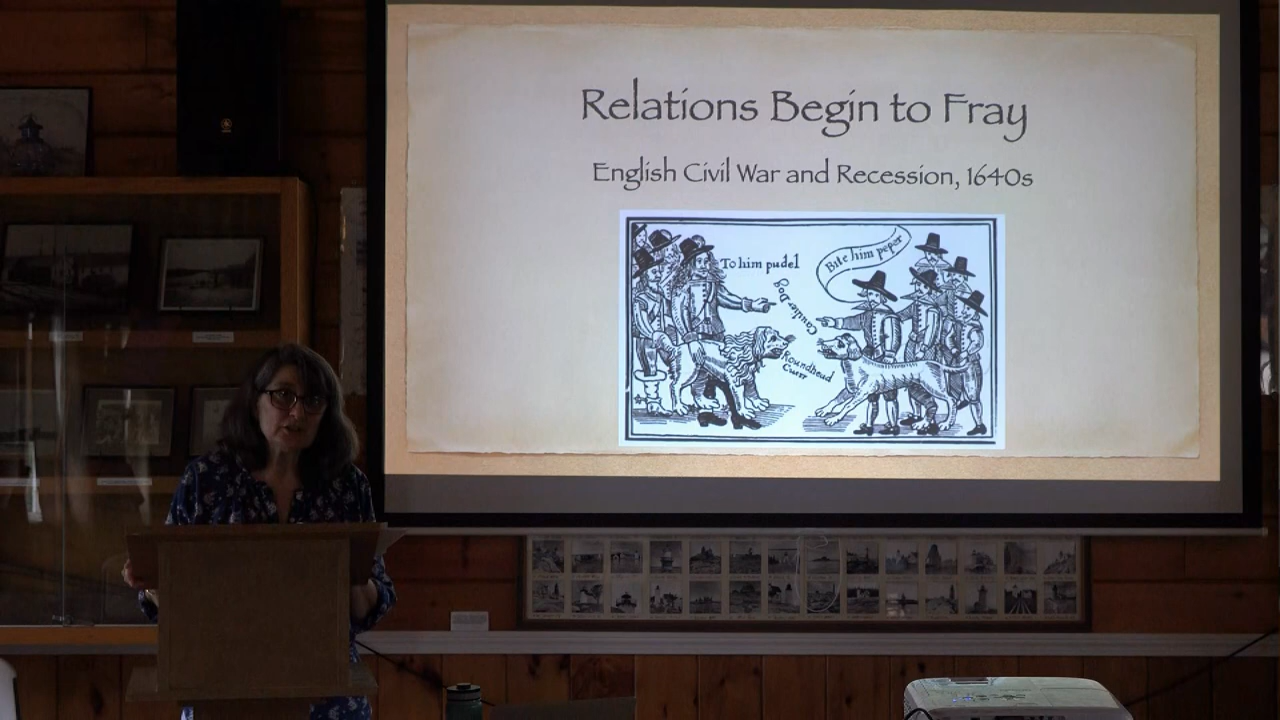 Relations Begin to Fray
English Civil War and Recession, 1640s
To him pudel
Bite him peper
Cavalier Dog
Roundhead
Curr